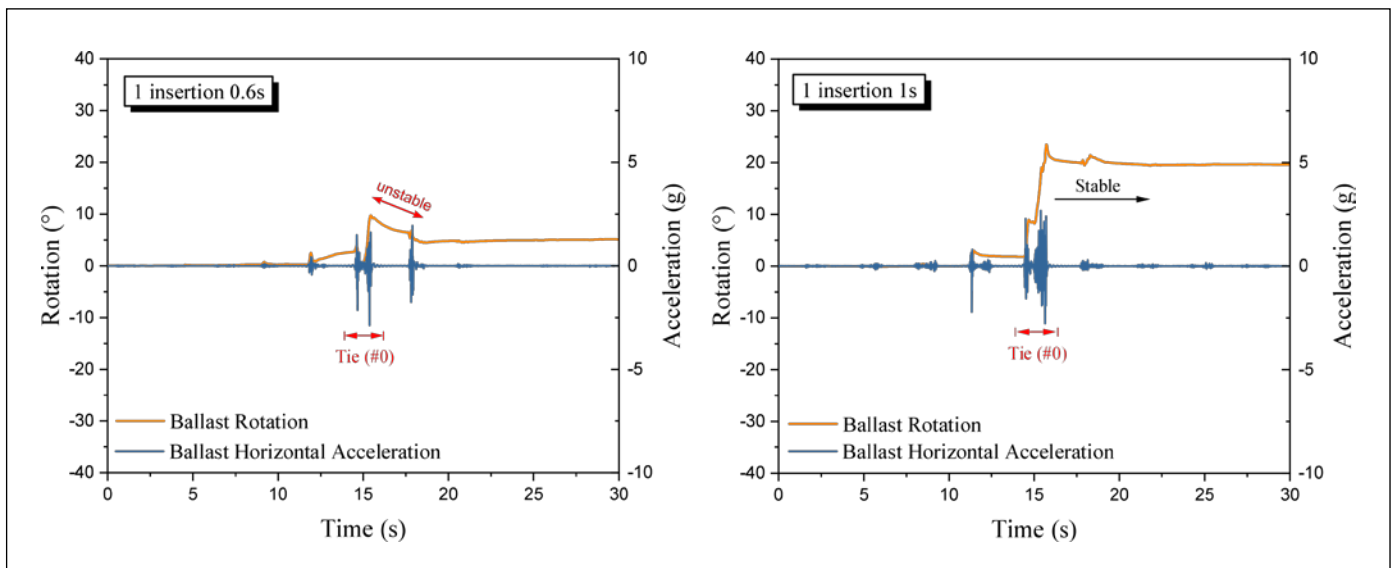 1 insertion 0.6s
Rotation (°)
40
30
20
10
0
-10
-20
-30
-40
unstable
Tie (#0)
Ballast Rotation
Ballast Horizontal Acceleration
10
5
0
-5
-10
Acceleration (g)
0 5 10 15 20 25 30
Time (s)
1 insertion 1s
Rotation (°)
40
30
20
10
0
-10
-20
-30
-40
Stable
Tie (#0)
Ballast Rotation
Ballast Horizontal Acceleration
10
5
0
-5
-10
Acceleration (g)
0 5 10 15 20 25 30
Time (s)